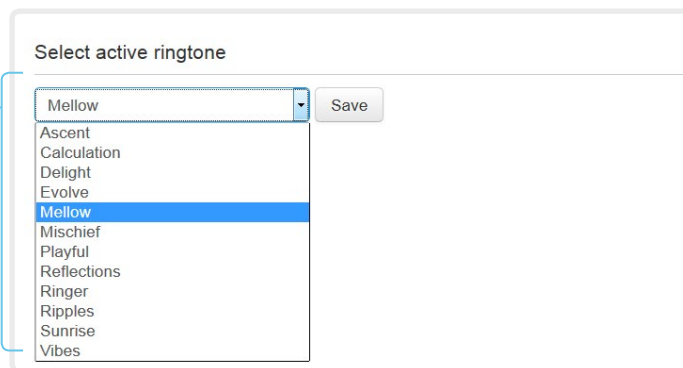 Select active ringtone
Mellow
Save
Ascent
Calculation
Delight
Evolve
Mellow
Mischief
Playful
Reflections
Ringer
Ripples
Sunrise
Vibes